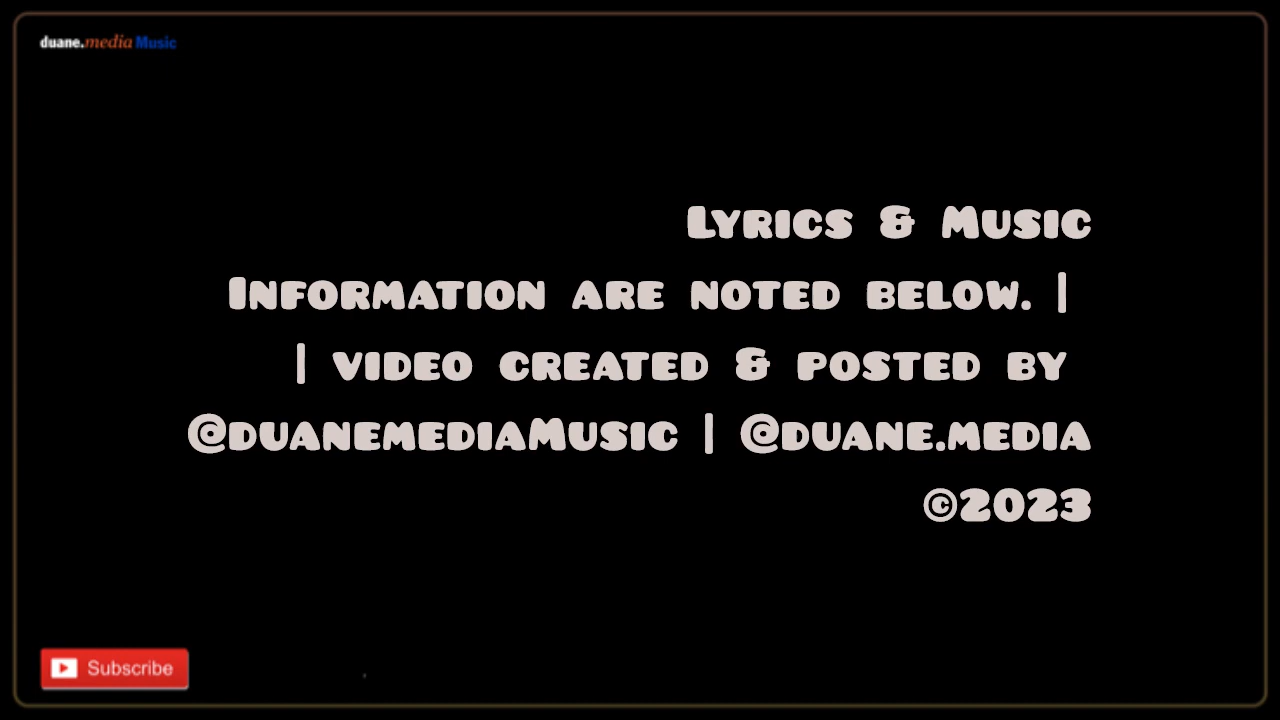 duane.media Music
Lyrics & Music
Information are noted below. |
| video created & posted by
@duanemediaMusic | @duane.media
©2023
Subscribe